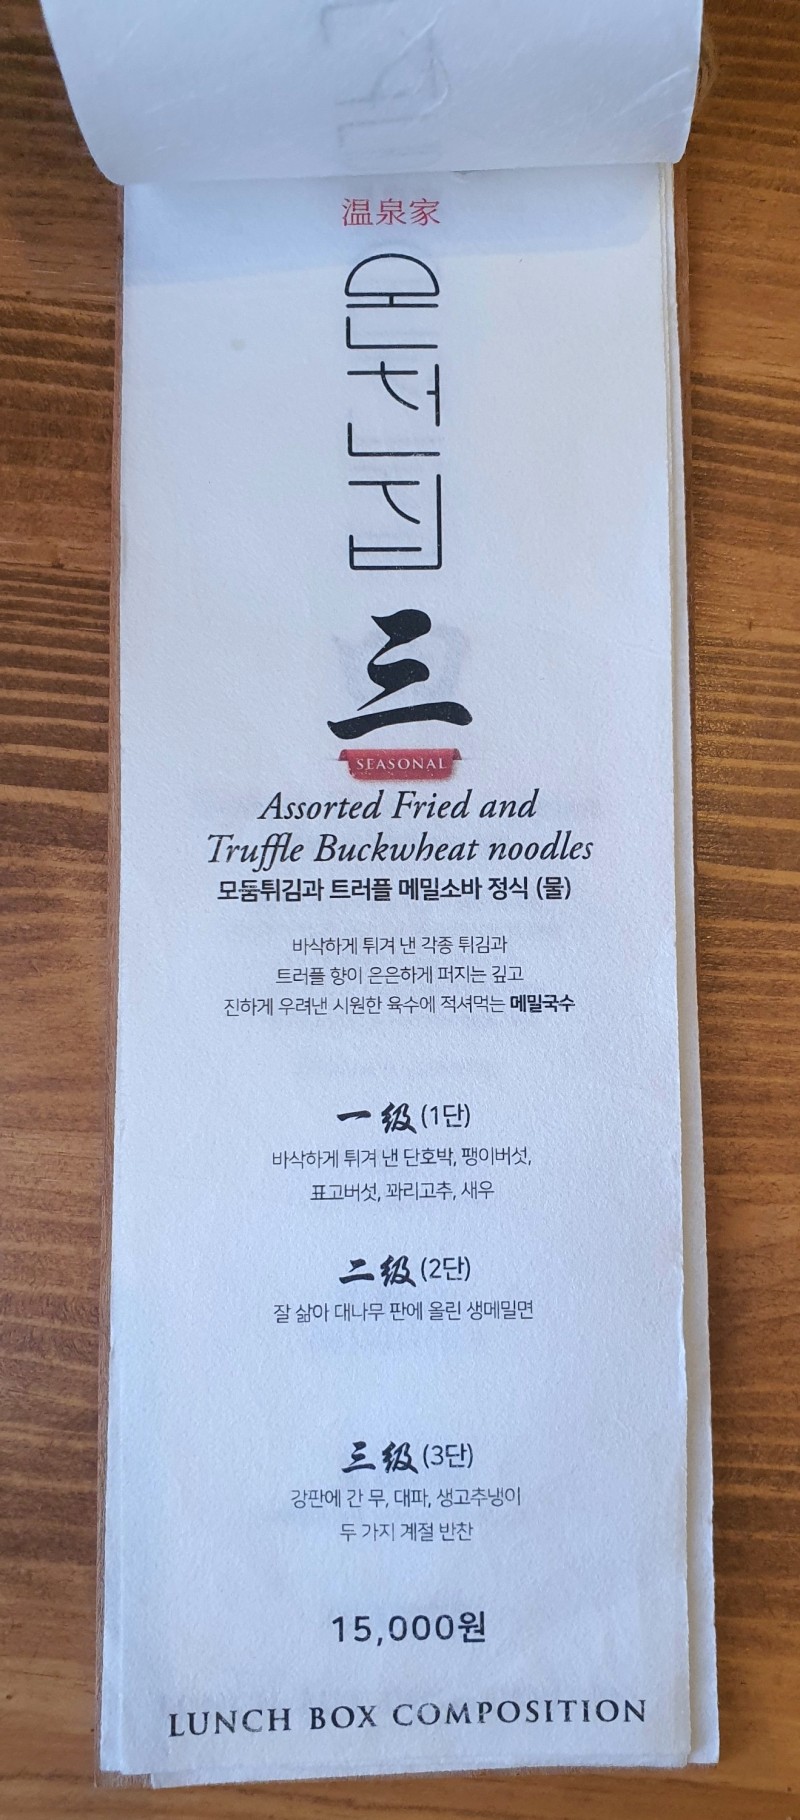 温泉家
온천집
三
SEASONAL
Assorted Fried and
Truffle Buckwheat noodles
모둠튀김과 트러플 메밀소바 정식 (물)
바삭하게 튀겨 낸 각종 튀김과
트러플 향이 은은하게 퍼지는 깊고
진하게 우려낸 시원한 육수에 적셔먹는 메밀국수
一級(1단)
바삭하게 튀겨 낸 단호박, 팽이버섯,
표고버섯, 꽈리고추, 새우
二級(2단)
잘 삶아 대나무 판에 올린 생메밀면
三級(3단)
강판에 간 무, 대파, 생고추냉이
두 가지 계절 반찬
15,000원
LUNCH BOX COMPOSITION